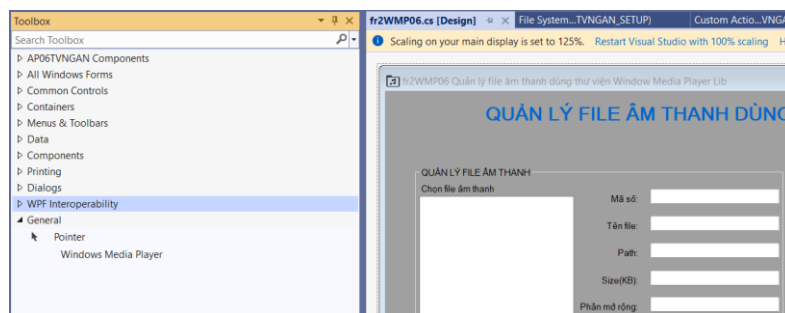 Toolbox
Search Toolbox
AP06TVNGAN Components
All Windows Forms
Common Controls
Containers
Menus & Toolbars
Data
Components
Printing
Dialogs
WPF Interoperability
General
Pointer
Windows Media Player
fr2WMP06.cs [Design]
File System...TVNGAN_SETUP)
Custom Actio...VNGA
Scaling on your main display is set to 125%. Restart Visual Studio with 100% scaling H
fr2WMP06 Quản lý file âm thanh dùng thư viện Window Media Player Lib
QUẢN LÝ FILE ÂM THANH DÙNG
QUẢN LÝ FILE ÂM THANH
Chọn file âm thanh
Mã số:
Tên file:
Path:
Size(KB):
Phần mở rộng: